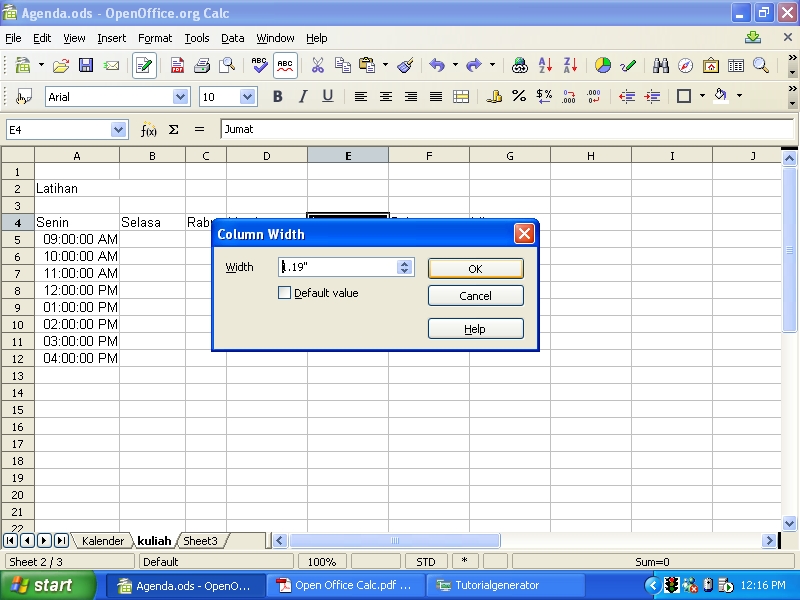 Agenda.ods - OpenOffice.org Calc
File Edit View Insert Format Tools Data Window Help
ABC ABC
Arial 10 B I U
E4 f(x) Σ = Jumat
A B C D E F G H I J
1
2 Latihan
3
4 Senin Selasa
5 09:00:00 AM
6 10:00:00 AM
7 11:00:00 AM
8 12:00:00 PM
9 01:00:00 PM
10 02:00:00 PM
11 03:00:00 PM
12 04:00:00 PM
13
14
15
16
17
18
19
20
21
22
Column Width
Width 1.19" OK
Default value Cancel
Help
Kalender kuliah Sheet3
Sheet 2 / 3 Default 100% STD * Sum=0
start Agenda.ods - OpenO... Open Office Calc.pdf ... Tutorialgenerator 12:16 PM